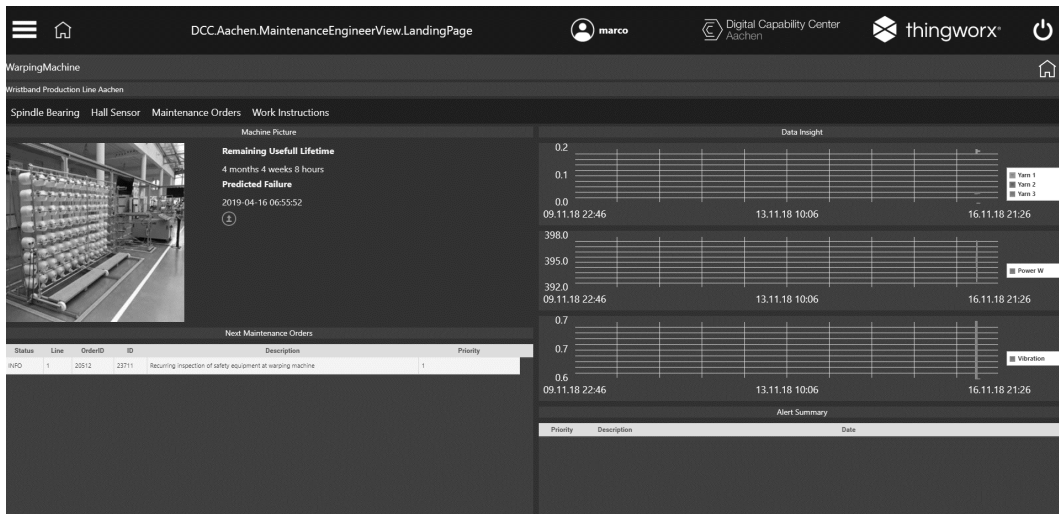 DCC.Aachen.MaintenanceEngineerView.LandingPage
marco
Digital Capability Center
Aachen
thingworx
WarpingMachine
Wristband Production Line Aachen
Spindle Bearing Hall Sensor Maintenance Orders Work Instructions
Machine Picture
Remaining Usefull Lifetime
4 months 4 weeks 8 hours
Predicted Failure
2019-04-16 06:55:52
Next Maintenance Orders
Status Line OrderID ID Description Priority
INFO 1 20512 23711 Recurring inspection of safety equipment at warping machine 1
Data Insight
0.2
0.1
0.0
Yarn 1
Yarn 2
Yarn 3
09.11.18 22:46 13.11.18 10:06 16.11.18 21:26
398.0
395.0
392.0
Power W
09.11.18 22:46 13.11.18 10:06 16.11.18 21:26
0.7
0.7
0.6
Vibration
09.11.18 22:46 13.11.18 10:06 16.11.18 21:26
Alert Summary
Priority Description Date